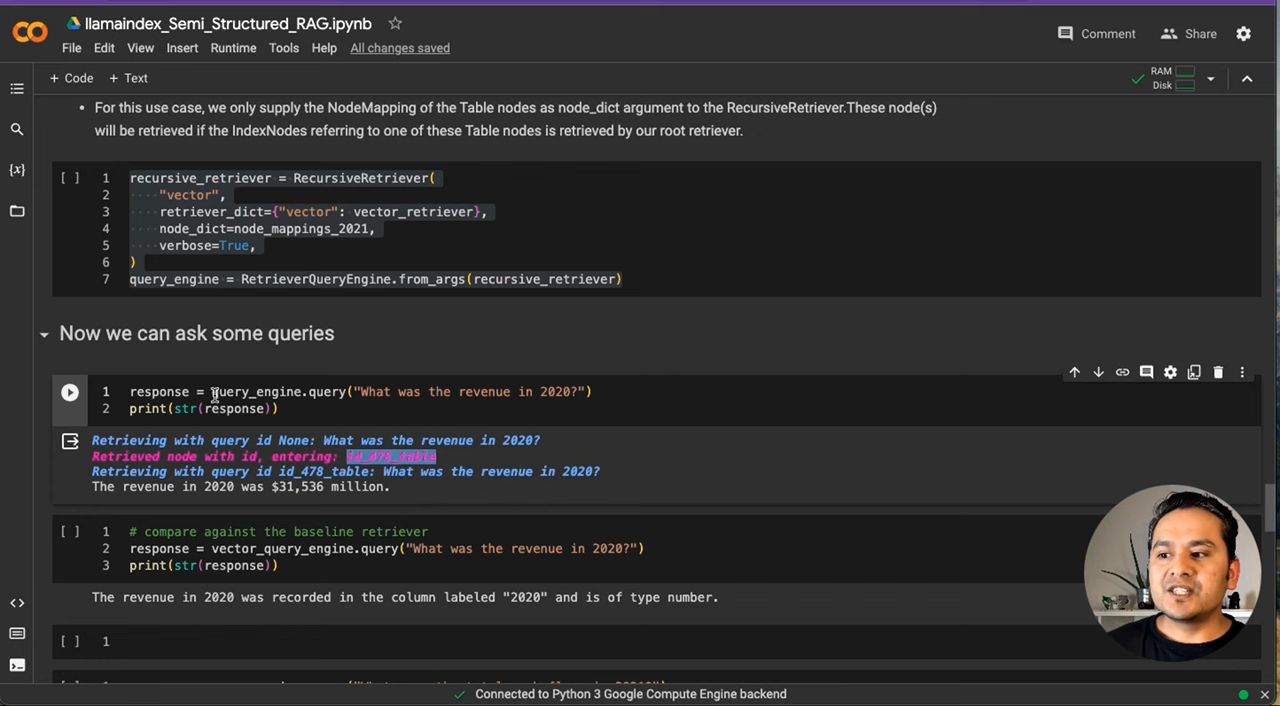 llamaindex_Semi_Structured_RAG.ipynb
File Edit View Insert Runtime Tools Help All changes saved
Comment Share
+ Code + Text
RAM
Disk
For this use case, we only supply the NodeMapping of the Table nodes as node_dict argument to the RecursiveRetriever.These node(s)
will be retrieved if the IndexNodes referring to one of these Table nodes is retrieved by our root retriever.
[ ] 1 recursive_retriever = RecursiveRetriever(
2 "vector",
3 retriever_dict={"vector": vector_retriever},
4 node_dict=node_mappings_2021,
5 verbose=True,
6 )
7 query_engine = RetrieverQueryEngine.from_args(recursive_retriever)
Now we can ask some queries
1 response = query_engine.query("What was the revenue in 2020?")
2 print(str(response))
Retrieving with query id None: What was the revenue in 2020?
Retrieved node with id, entering: id_478_table
Retrieving with query id id_478_table: What was the revenue in 2020?
The revenue in 2020 was $31,536 million.
[ ] 1 # compare against the baseline retriever
2 response = vector_query_engine.query("What was the revenue in 2020?")
3 print(str(response))
The revenue in 2020 was recorded in the column labeled "2020" and is of type number.
[ ] 1
Connected to Python 3 Google Compute Engine backend